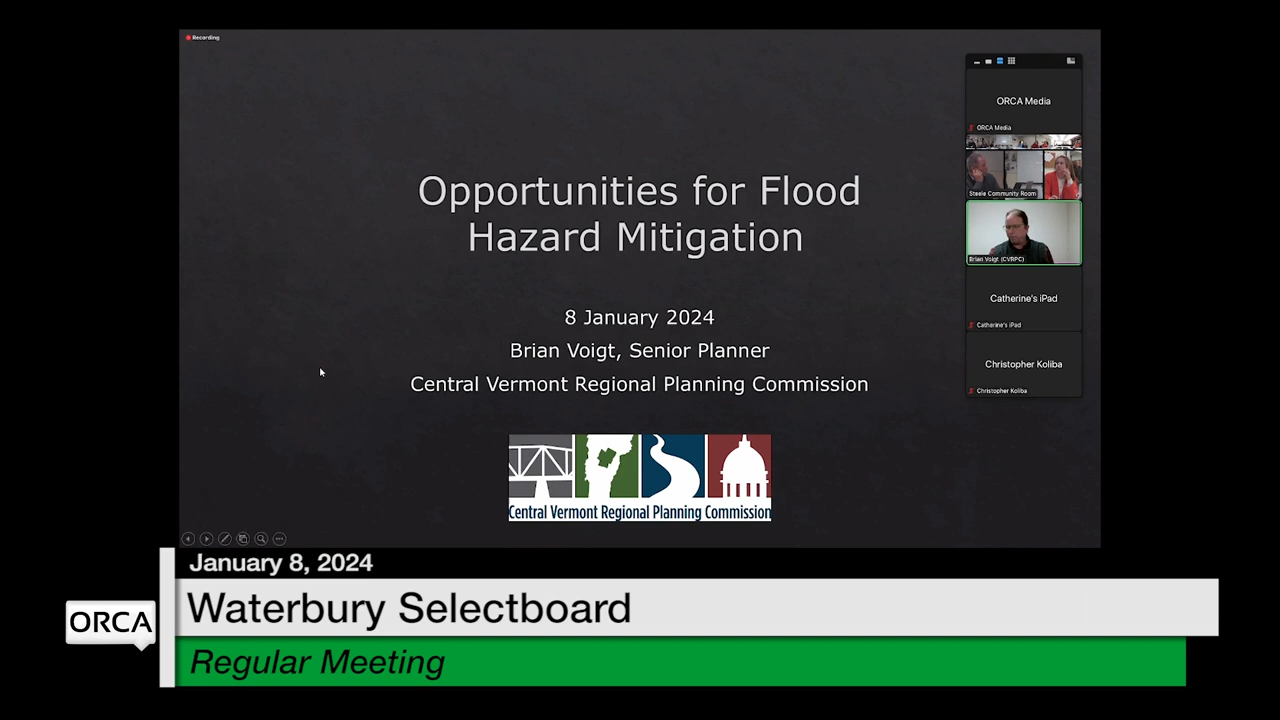 Recording
ORCA Media
ORCA Media
Steele Community Room
Brian Voigt (CVRPC)
Catherine's iPad
Catherine's iPad
Christopher Koliba
Christopher Koliba
Opportunities for Flood
Hazard Mitigation
8 January 2024
Brian Voigt, Senior Planner
Central Vermont Regional Planning Commission
Central Vermont Regional Planning Commission
January 8, 2024
ORCA
Waterbury Selectboard
Regular Meeting